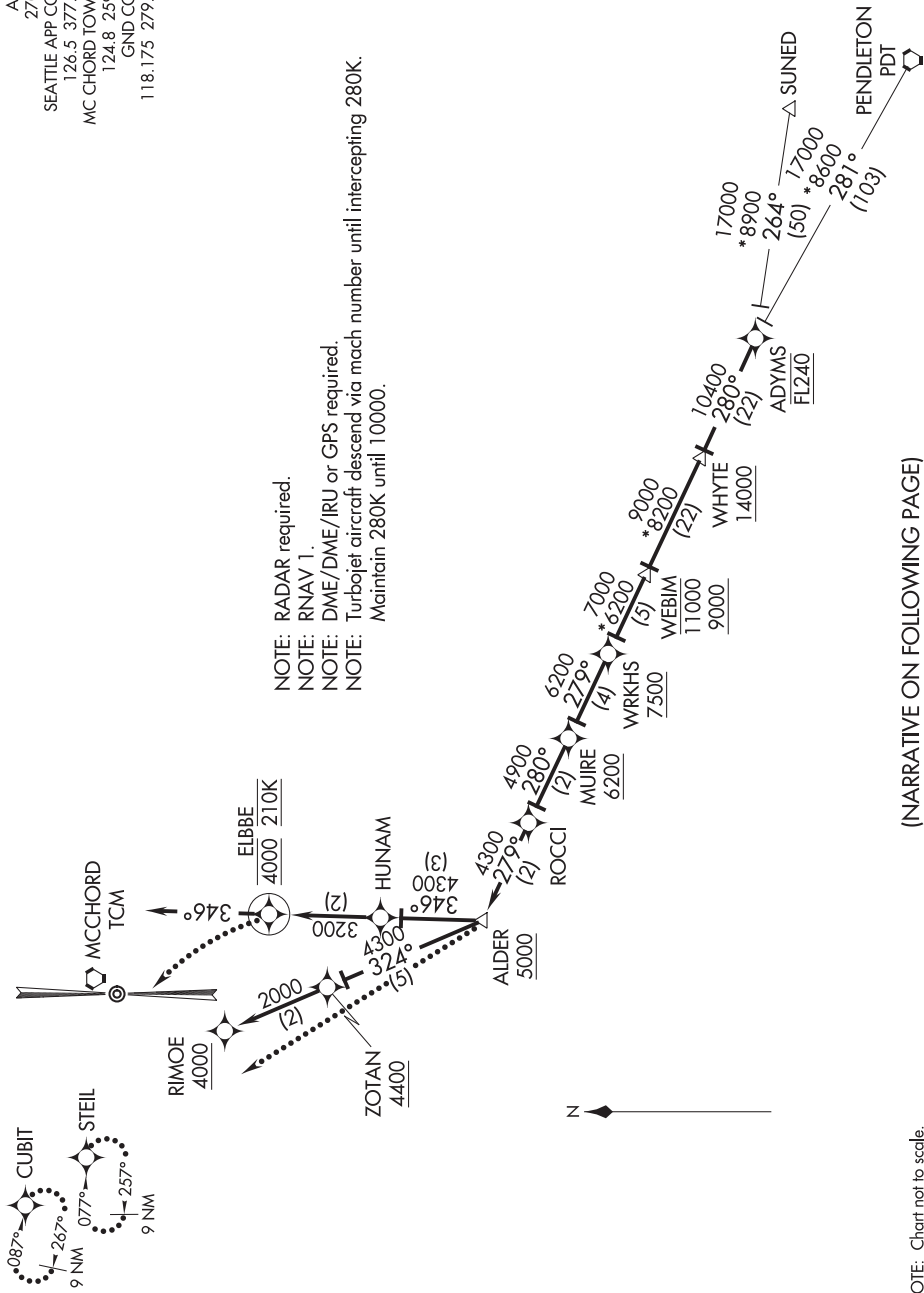 SEATTLE APP CO
126.5 377.
MC CHORD TOW
124.8 259
GND CO
118.175 279.
NOTE: RADAR required.
NOTE: RNAV 1.
NOTE: DME/DME/IRU or GPS required.
NOTE: Turbojet aircraft descend via mach number until intercepting 280K.
Maintain 280K until 10000.
CUBIT
087°
267°
9 NM
STEIL
077°
257°
9 NM
MCCHORD
TCM
346°
ELBBE
4000 210K
3200
(2)
HUNAM
346°
4300
(3)
RIMOE
4000
2000
(2)
ZOTAN
4400
4300
324°
(5)
ALDER
5000
4300
279°
(2)
ROCCI
4900
280°
(2)
MUIRE
6200
6200
279°
(4)
WRKHS
7500
7000
*6200
(5)
WEBIM
11000
9000
9000
*8200
(22)
WHYTE
14000
10400
280°
(22)
ADYMS
FL240
17000
*8900
264°
(50)
SUNED
17000
*8600
281°
(103)
PENDLETON
PDT
N
(NARRATIVE ON FOLLOWING PAGE)
OTE: Chart not to scale.